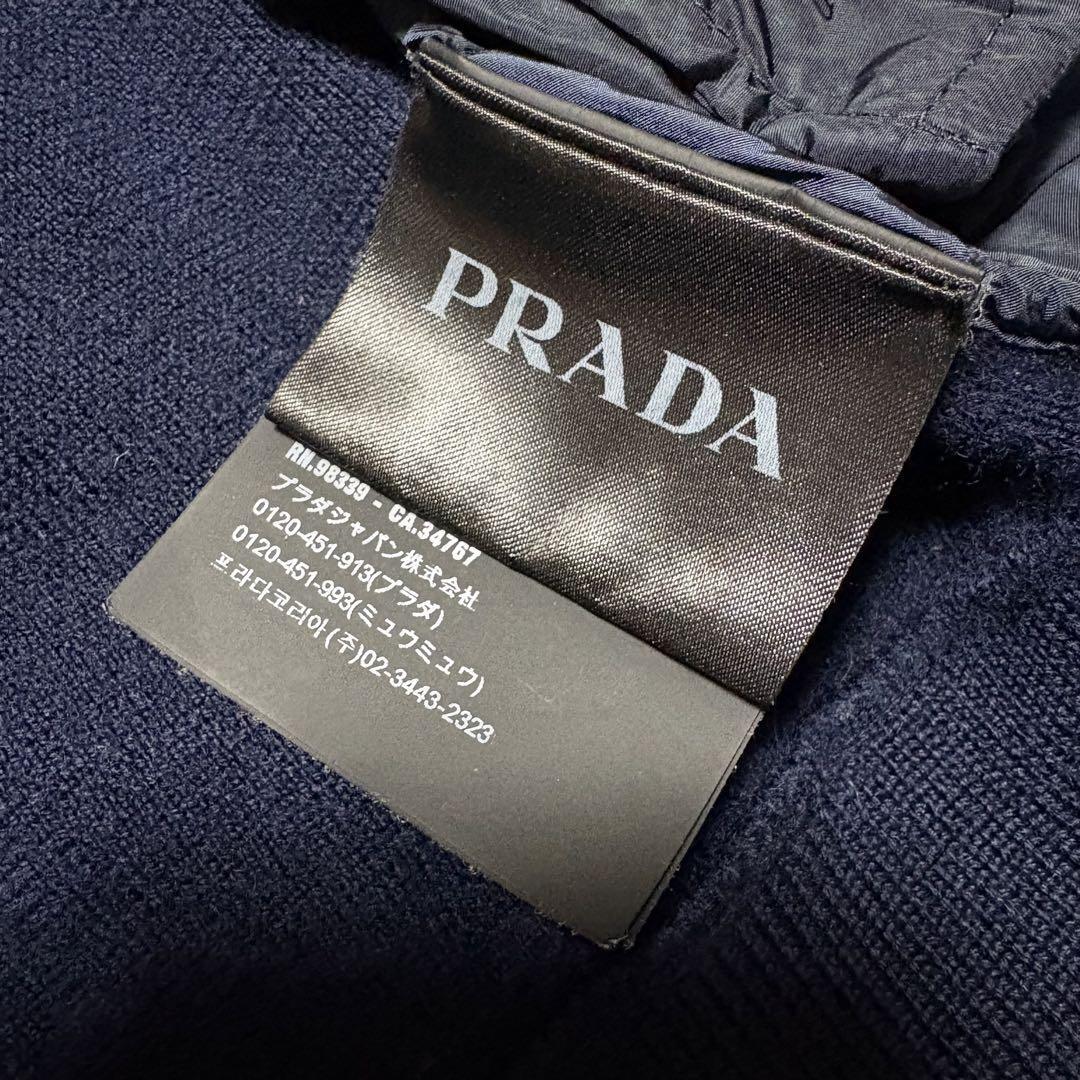 PRADA
RN.98339 - CA.34767
プラダジャパン株式会社
0120-451-913(プラダ)
0120-451-993(ミュウミュウ)
프라다코리아(주)02-3443-2323